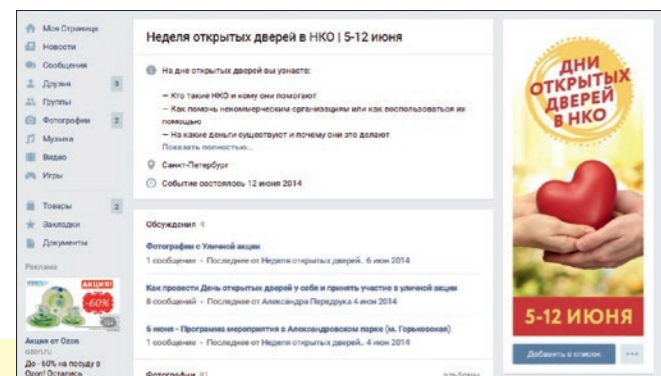 Моя Страница
Новости
Сообщения
Друзья 3
Группы
Фотографии 2
Музыка
Видео
Игры
Товары 2
Закладки
Документы
Реклама
АКЦИЯ!
-60%
Акция от Ozon
ozon.ru
До - 60% на посуду в
Ozon! Остались
Неделя открытых дверей в НКО | 5-12 июня
На дне открытых дверей вы узнаете:
— Кто такие НКО и кому они помогают
— Как помочь некоммерческим организациям или как воспользоваться их
помощью
— На какие деньги существуют и почему они это делают
Показать полностью...
Санкт-Петербург
Событие состоялось 12 июня 2014
Обсуждения 4
Фотографии с Уличной акции
1 сообщение • Последнее от Неделя открытых дверей.. 6 июн 2014
Как провести День открытых дверей у себя и принять участие в уличной акции
8 сообщений • Последнее от Александра Передрука 4 июн 2014
5 июня - Программа мероприятия в Александровском парке (м. Горьковская)
1 сообщение • Последнее от Неделя открытых дверей.. 4 июн 2014
Фотографии 81
альбомы
ДНИ
ОТКРЫТЫХ
ДВЕРЕЙ
В НКО
5-12 ИЮНЯ
Добавить в список